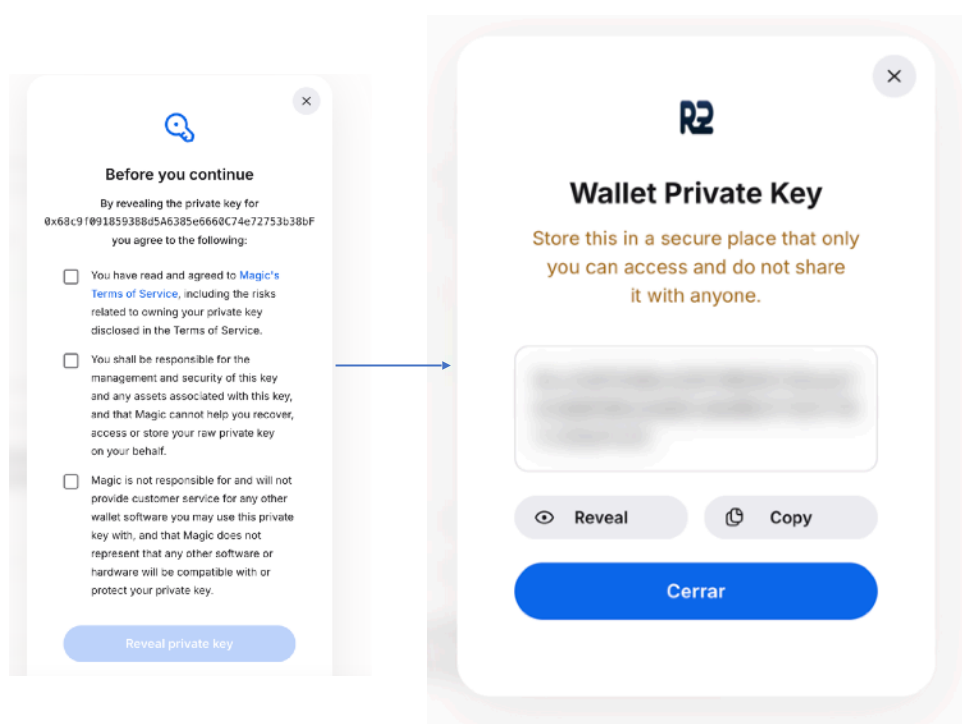 Before you continue
By revealing the private key for
0x68c9f091859388d5A6385e6660C74e72753b38bF
you agree to the following:
You have read and agreed to Magic's
Terms of Service, including the risks
related to owning your private key
disclosed in the Terms of Service.
You shall be responsible for the
management and security of this key
and any assets associated with this key,
and that Magic cannot help you recover,
access or store your raw private key
on your behalf.
Magic is not responsible for and will not
provide customer service for any other
wallet software you may use this private
key with, and that Magic does not
represent that any other software or
hardware will be compatible with or
protect your private key.
Reveal private key
R2
Wallet Private Key
Store this in a secure place that only
you can access and do not share
it with anyone.
Reveal
Copy
Cerrar